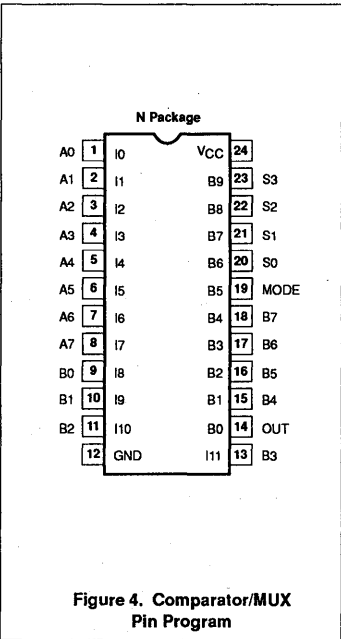 N Package
A0 1 I0 VCC 24
A1 2 I1 B9 23 S3
A2 3 I2 B8 22 S2
A3 4 I3 B7 21 S1
A4 5 I4 B6 20 S0
A5 6 I5 B5 19 MODE
A6 7 I6 B4 18 B7
A7 8 I7 B3 17 B6
B0 9 I8 B2 16 B5
B1 10 I9 B1 15 B4
B2 11 I10 B0 14 OUT
12 GND I11 13 B3
Figure 4. Comparator/MUX
Pin Program